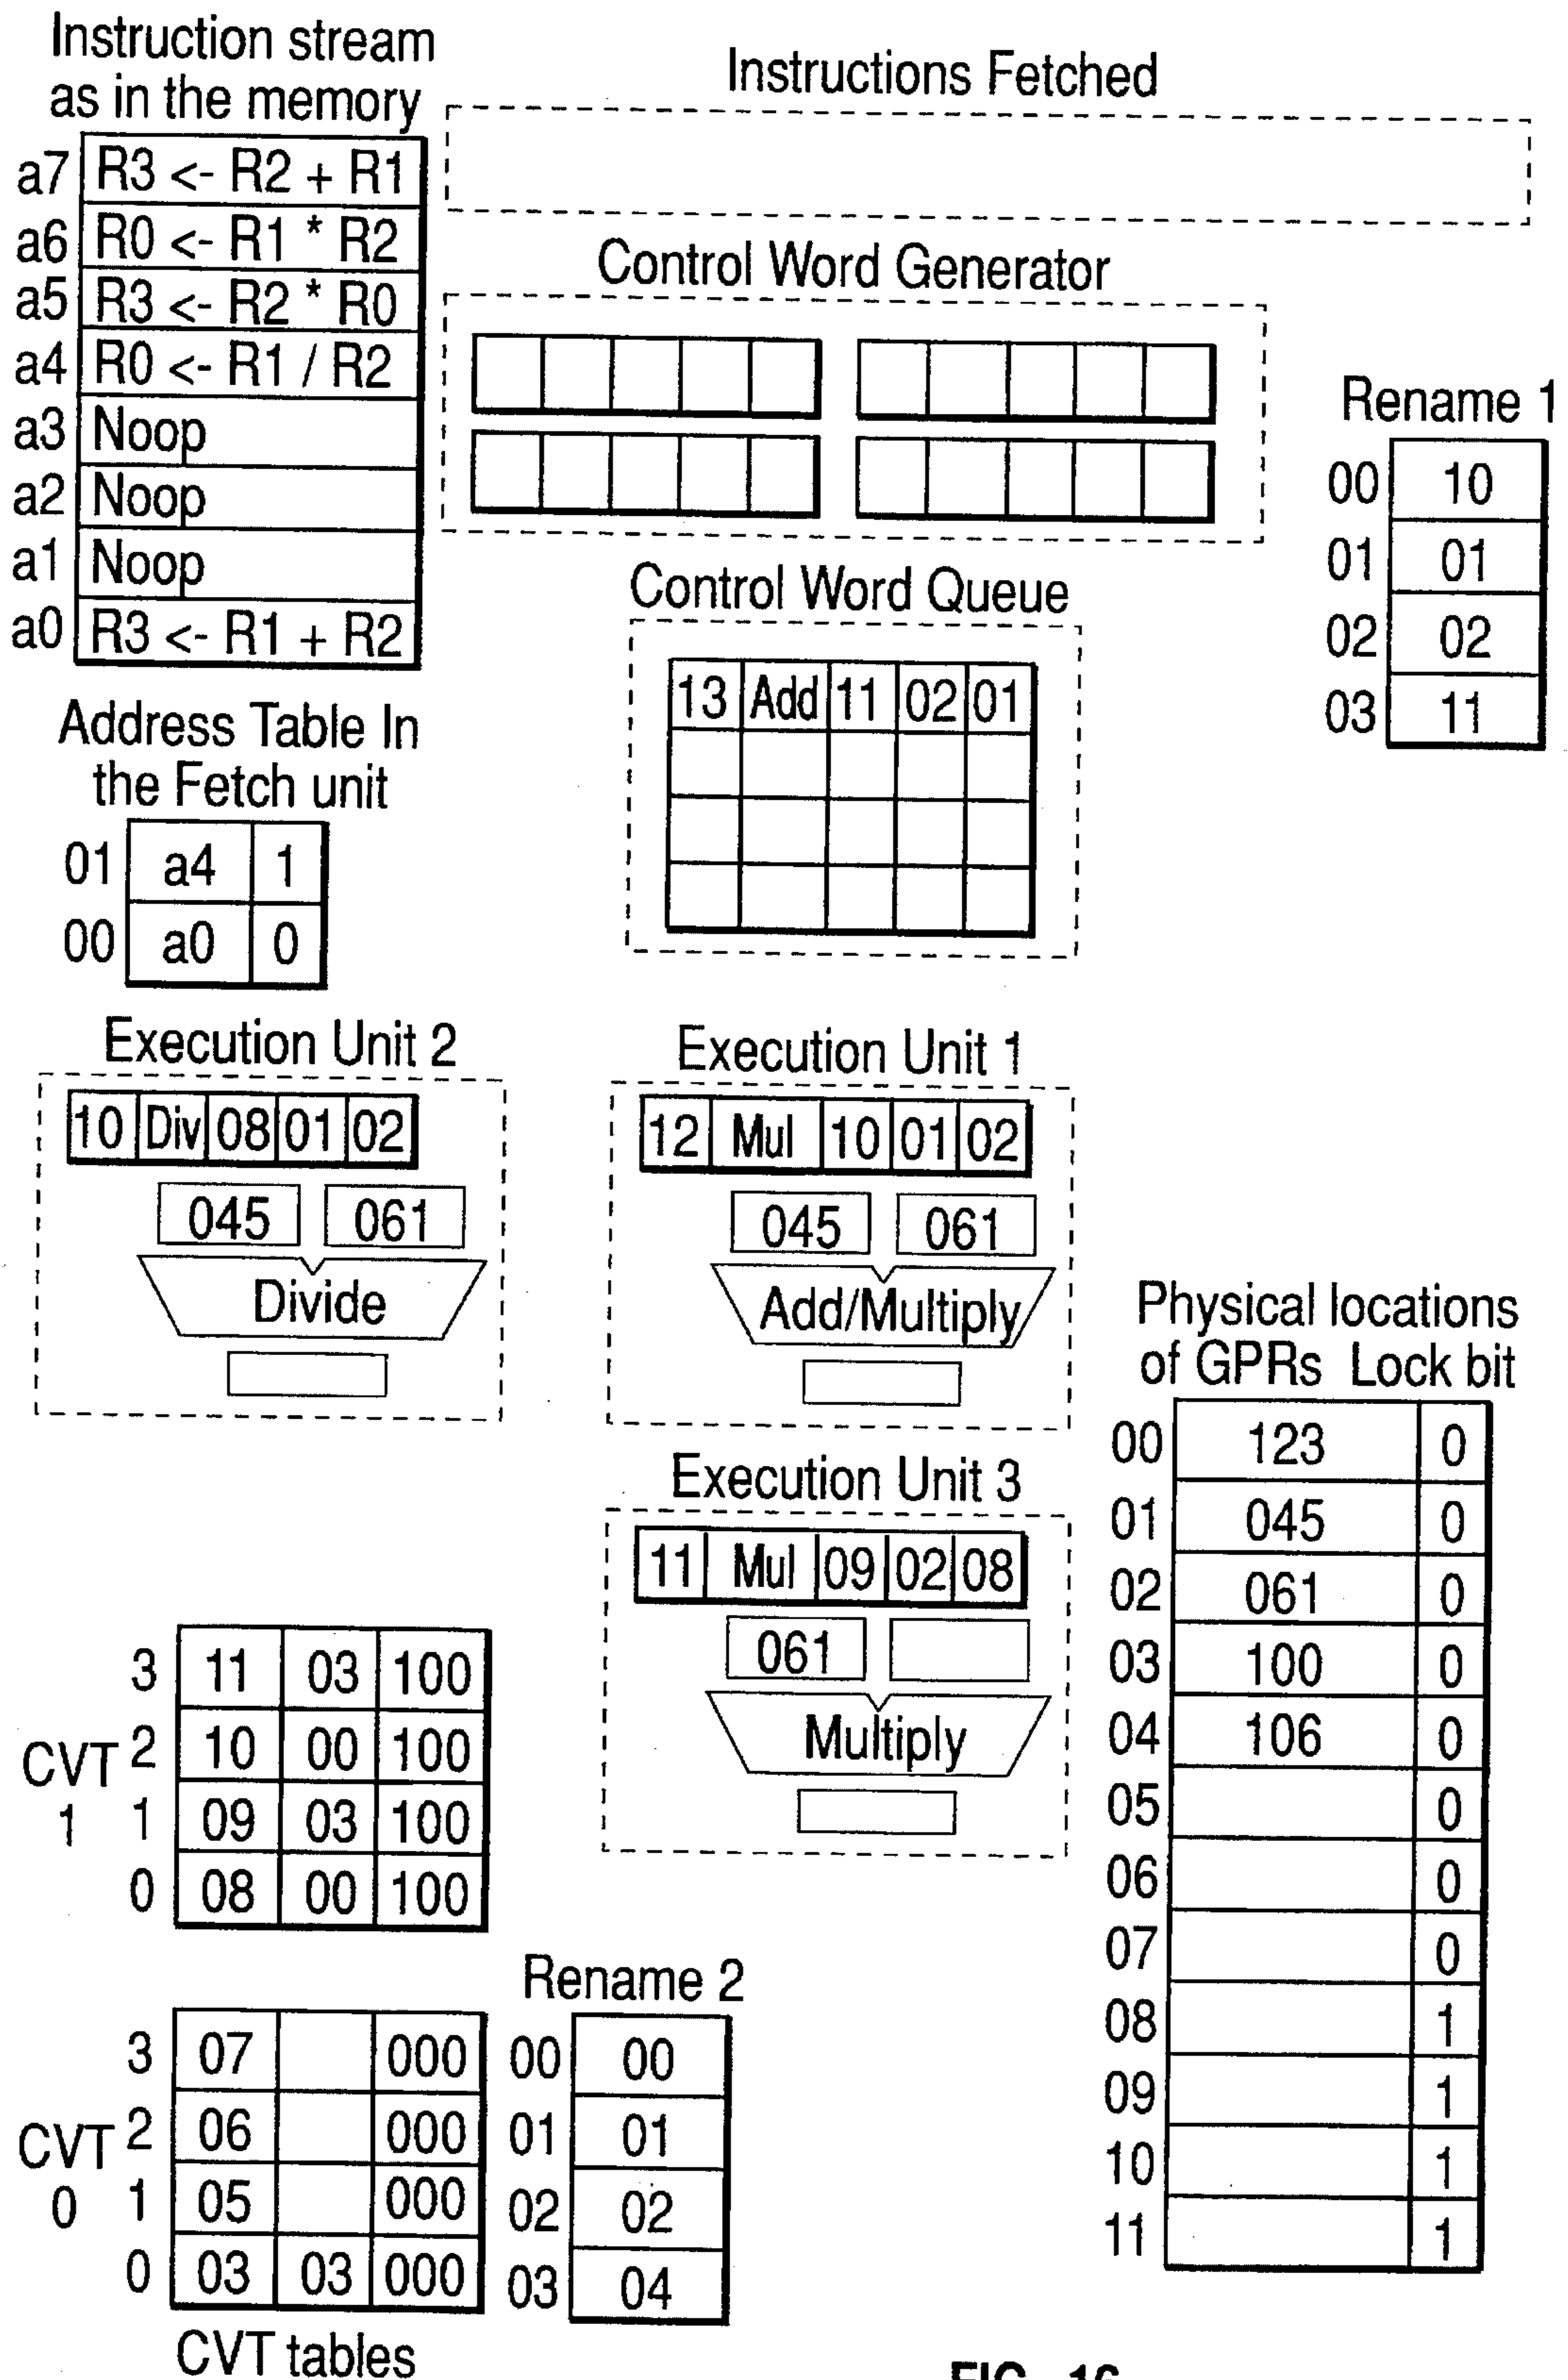 Instruction stream
as in the memory
a7 R3 <- R2 + R1
a6 R0 <- R1 * R2
a5 R3 <- R2 * R0
a4 R0 <- R1 / R2
a3 Noop
a2 Noop
a1 Noop
a0 R3 <- R1 + R2
Instructions Fetched
Control Word Generator
Rename 1
00 10
01 01
02 02
03 11
Control Word Queue
13 Add 11 02 01
Address Table In
the Fetch unit
01 a4 1
00 a0 0
Execution Unit 2
10 Div 08 01 02
045 061
Divide
Execution Unit 1
12 Mul 10 01 02
045 061
Add/Multiply
Execution Unit 3
11 Mul 09 02 08
061
Multiply
Physical locations
of GPRs Lock bit
00 123 0
01 045 0
02 061 0
03 100 0
04 106 0
05 0
06 0
07 0
08 1
09 1
10 1
11 1
CVT
1
3 11 03 100
2 10 00 100
1 09 03 100
0 08 00 100
CVT
0
3 07 000
2 06 000
1 05 000
0 03 03 000
CVT tables
Rename 2
00 00
01 01
02 02
03 04
FIG. 16